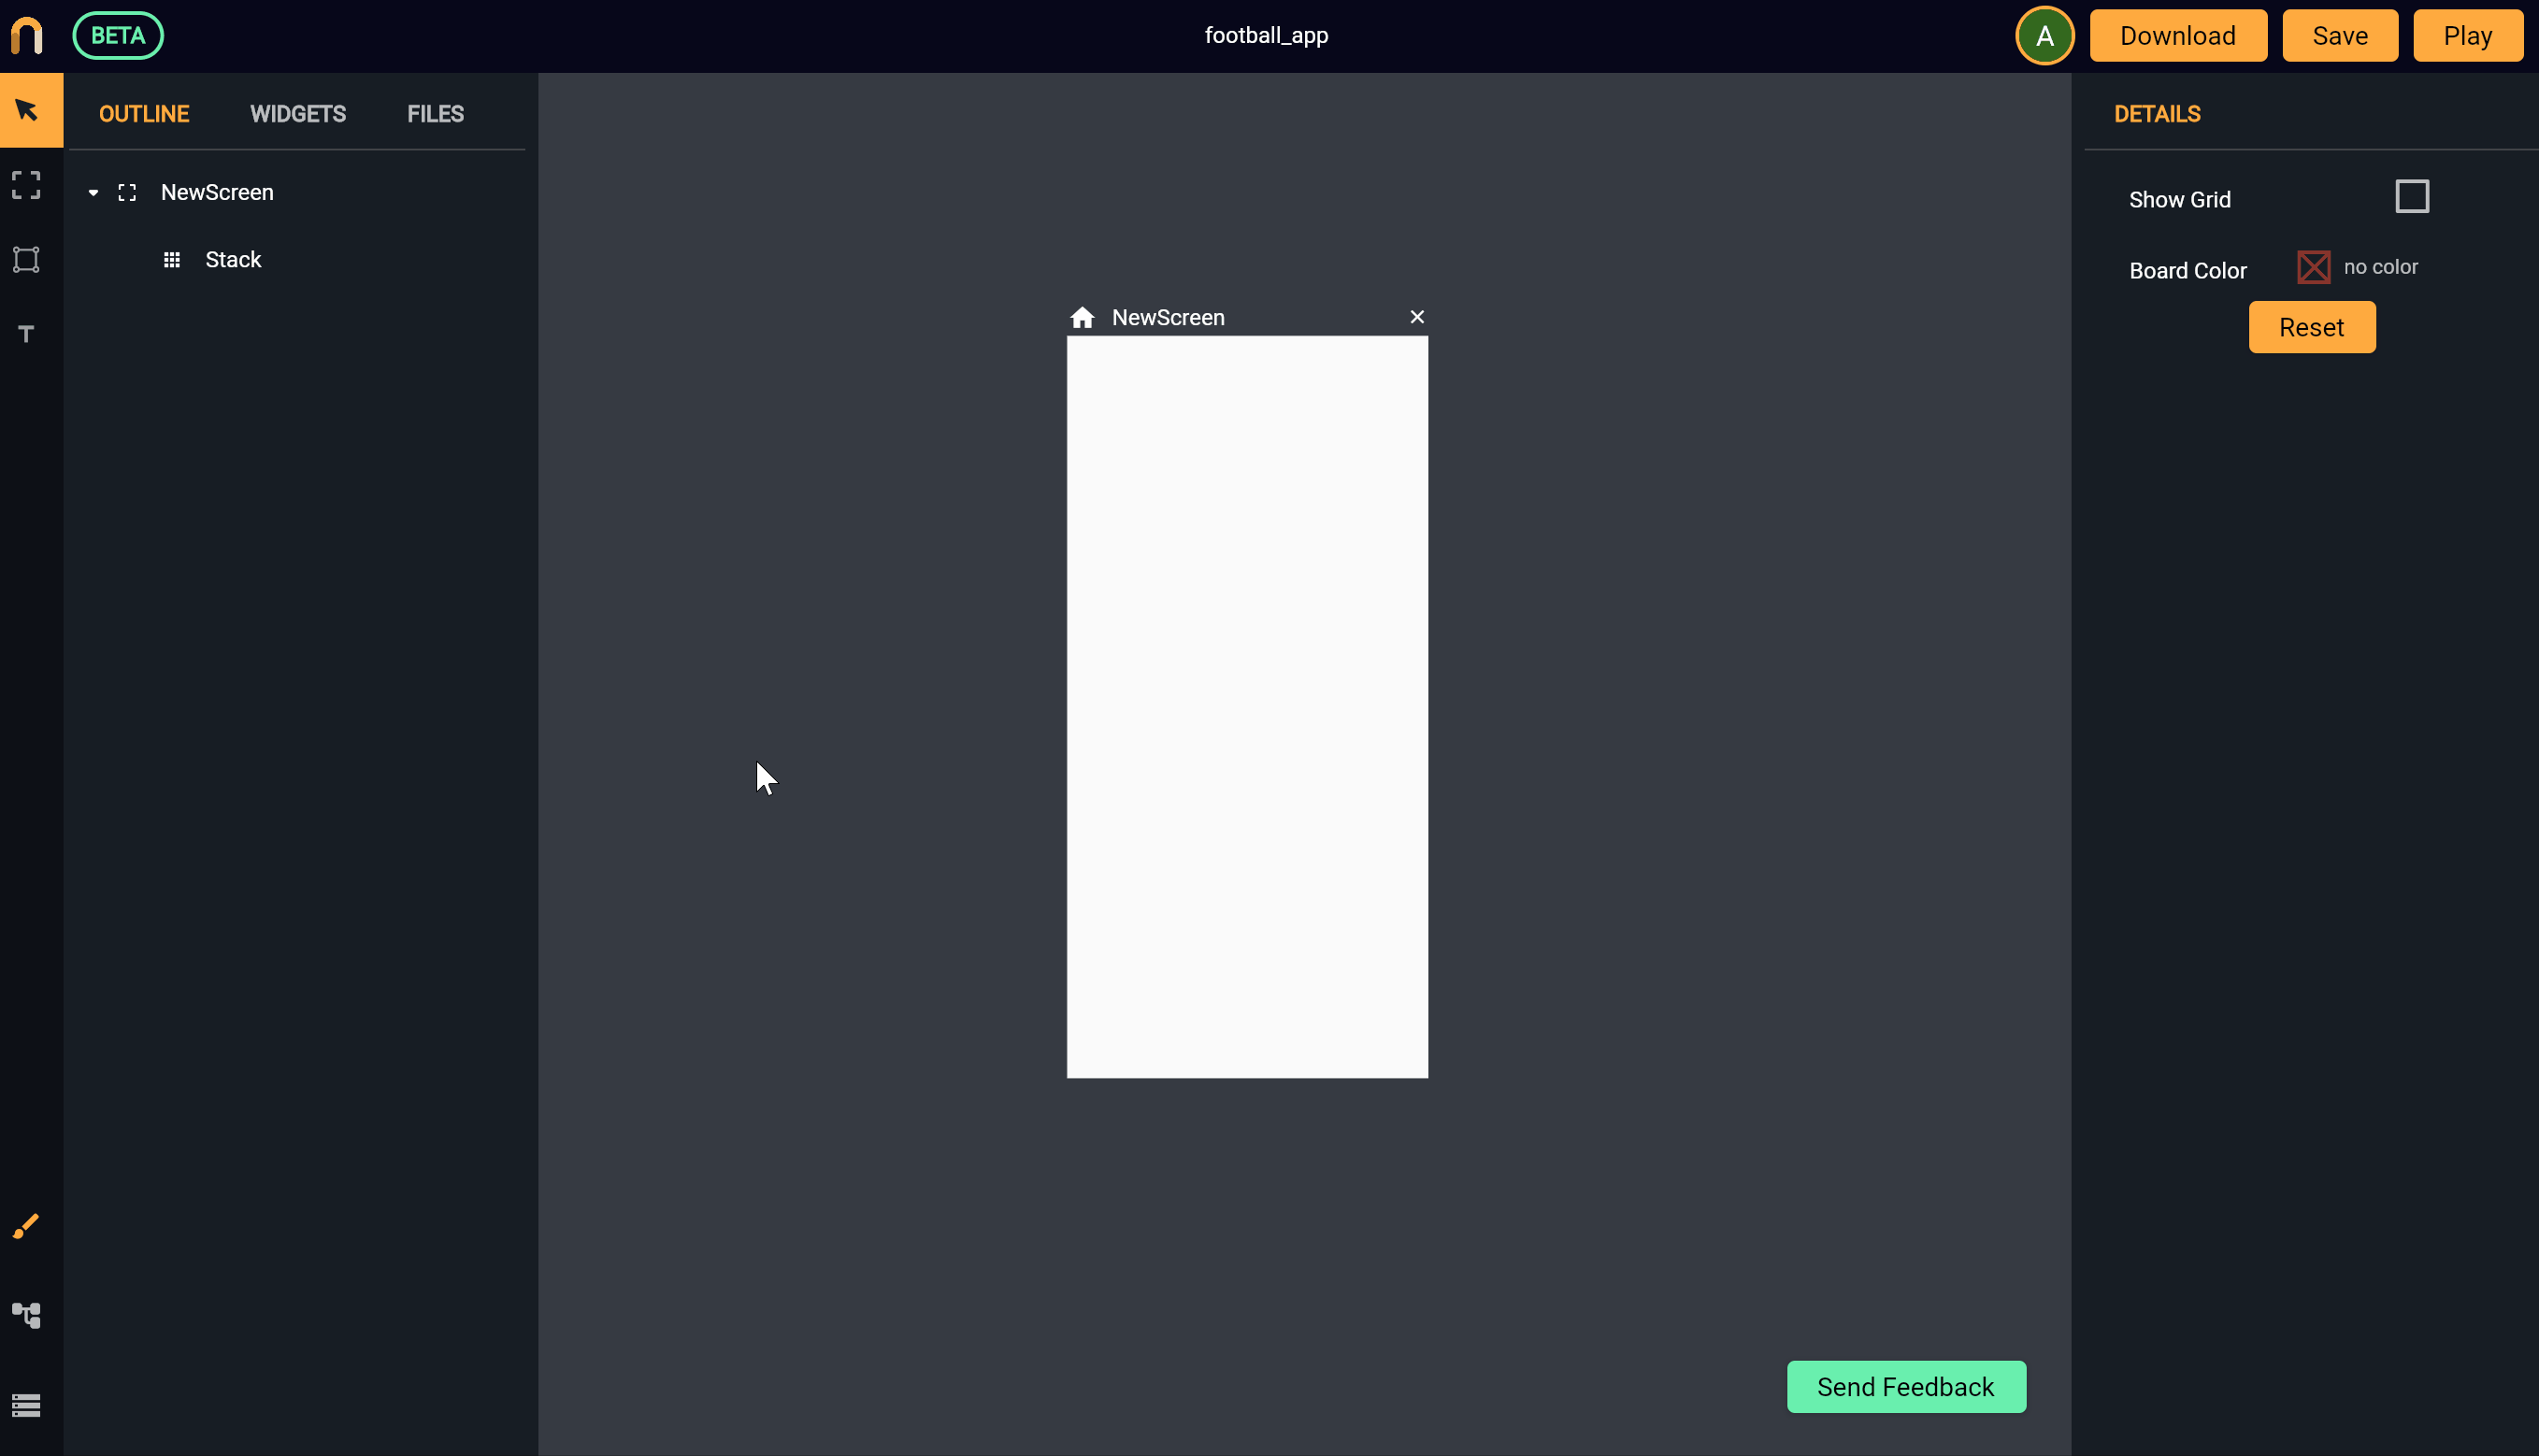 BETA
football_app
A
Download
Save
Play
OUTLINE
WIDGETS
FILES
DETAILS
NewScreen
Stack
Show Grid
Board Color
no color
Reset
NewScreen
T
Send Feedback